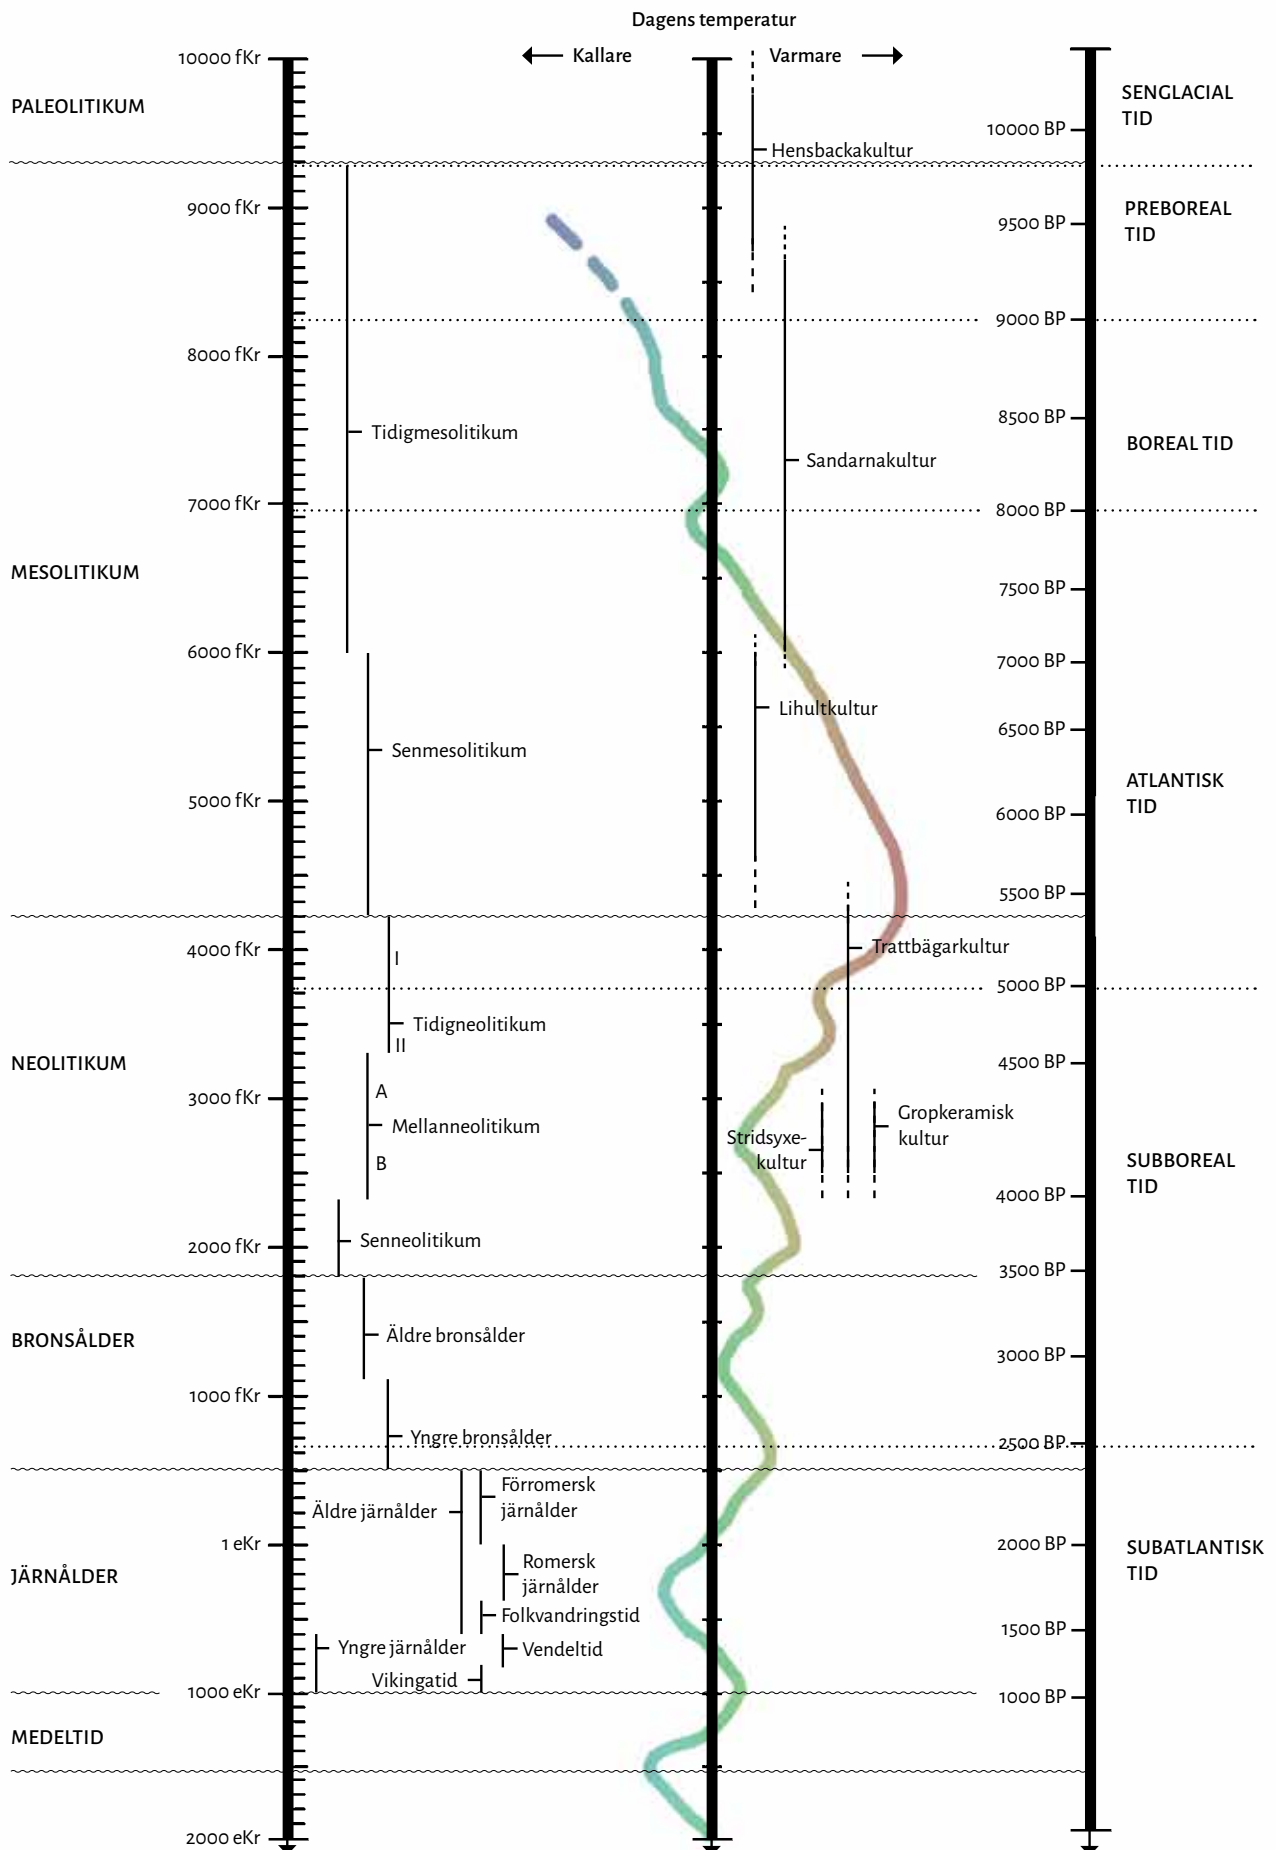 Dagens temperatur
Kallare
Varmare
10000 fKr
9000 fKr
8000 fKr
7000 fKr
6000 fKr
5000 fKr
4000 fKr
3000 fKr
2000 fKr
1000 fKr
1 eKr
1000 eKr
2000 eKr
PALEOLITIKUM
MESOLITIKUM
NEOLITIKUM
BRONSÅLDER
JÄRNÅLDER
MEDELTID
Tidigmesolitikum
Senmesolitikum
I
Tidigneolitikum
II
A
Mellanneolitikum
B
Senneolitikum
Äldre bronsålder
Yngre bronsålder
Äldre järnålder
Förromersk
järnålder
Romersk
järnålder
Folkvandringstid
Yngre järnålder
Vendeltid
Vikingatid
Hensbackakultur
Sandarnakultur
Lihultkultur
Trattbägarkultur
Gropkeramisk
kultur
Stridsyxe-
kultur
10000 BP
9500 BP
9000 BP
8500 BP
8000 BP
7500 BP
7000 BP
6500 BP
6000 BP
5500 BP
5000 BP
4500 BP
4000 BP
3500 BP
3000 BP
2500 BP
2000 BP
1500 BP
1000 BP
SENGLACIAL
TID
PREBOREAL
TID
BOREAL TID
ATLANTISK
TID
SUBBOREAL
TID
SUBATLANTISK
TID